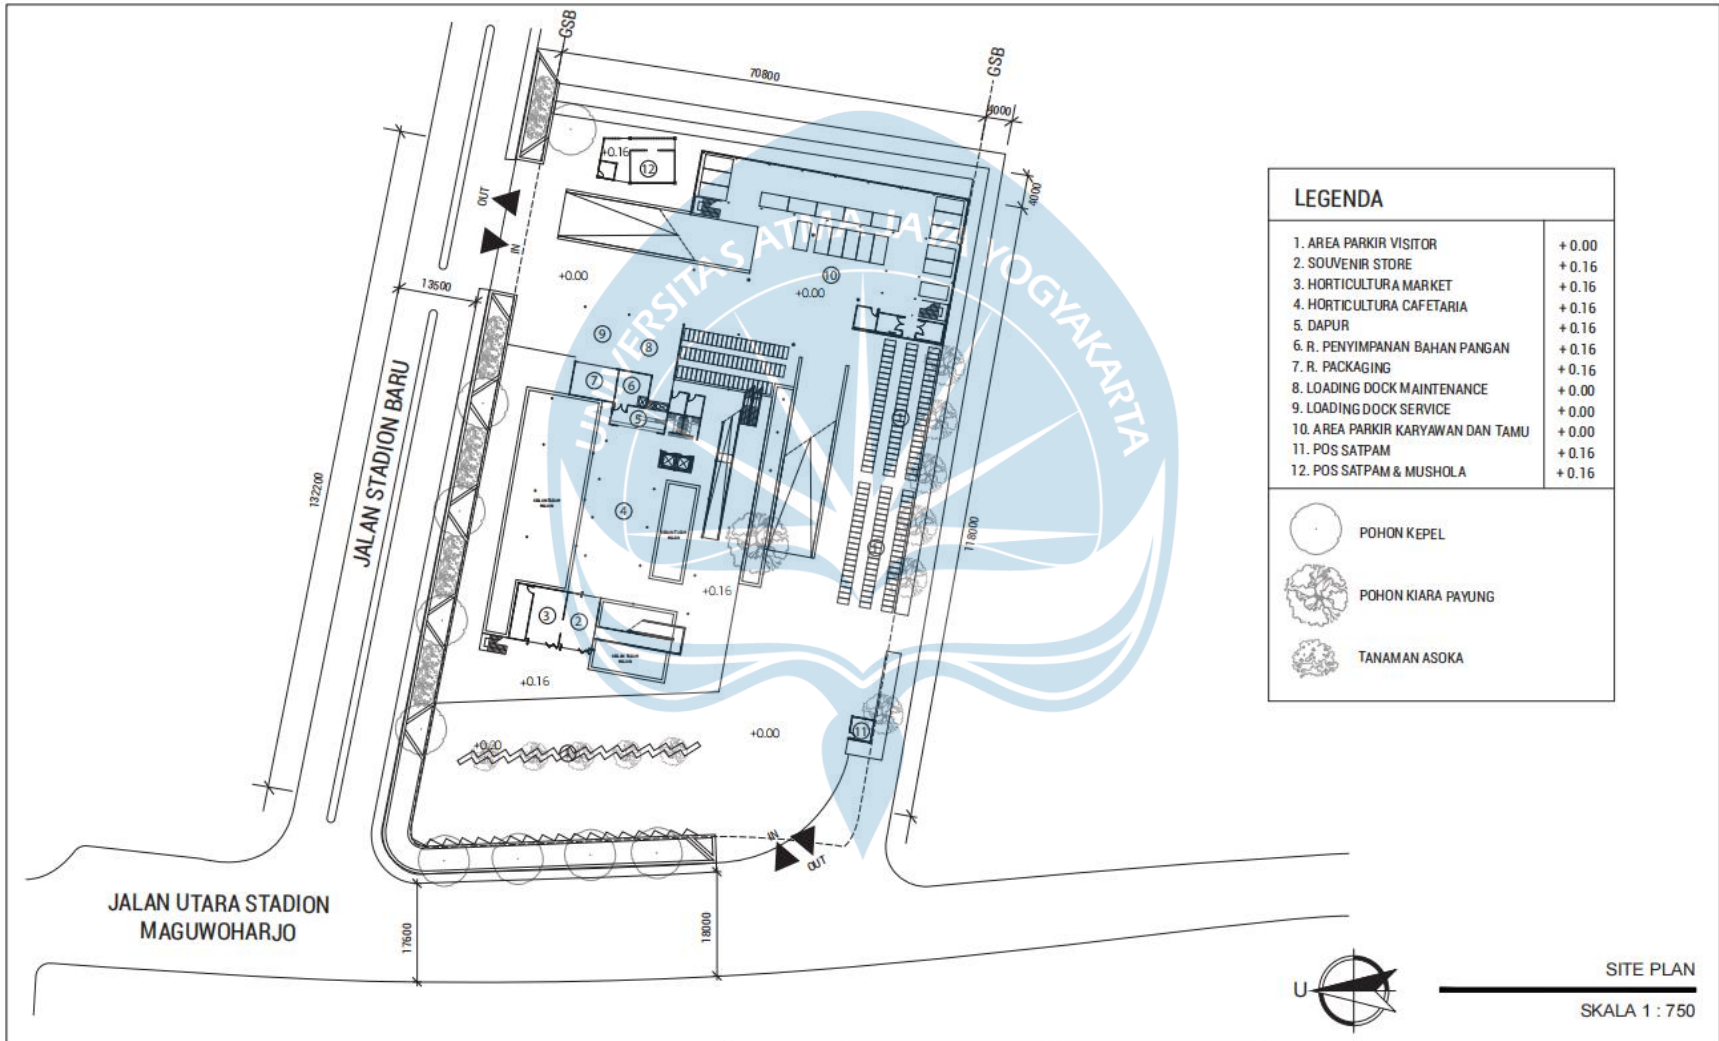 GSB
GSB
70800
4000
4000
+0.16
12
OUT
IN
+0.00
10
+0.00
13500
9
8
7
6
5
UNIVERSITAS ATMA JAYA YOGYAKARTA
JALAN STADION BARU
132200
118000
4
+0.16
3
2
+0.16
+0.00
+0.00
11
IN
OUT
JALAN UTARA STADION
MAGUWOHARJO
17600
18000
LEGENDA
1. AREA PARKIR VISITOR +0.00
2. SOUVENIR STORE +0.16
3. HORTICULTURA MARKET +0.16
4. HORTICULTURA CAFETARIA +0.16
5. DAPUR +0.16
6. R. PENYIMPANAN BAHAN PANGAN +0.16
7. R. PACKAGING +0.16
8. LOADING DOCK MAINTENANCE +0.00
9. LOADING DOCK SERVICE +0.00
10. AREA PARKIR KARYAWAN DAN TAMU +0.00
11. POS SATPAM +0.16
12. POS SATPAM & MUSHOLA +0.16
POHON KEPEL
POHON KIARA PAYUNG
TANAMAN ASOKA
U
SITE PLAN
SKALA 1 : 750